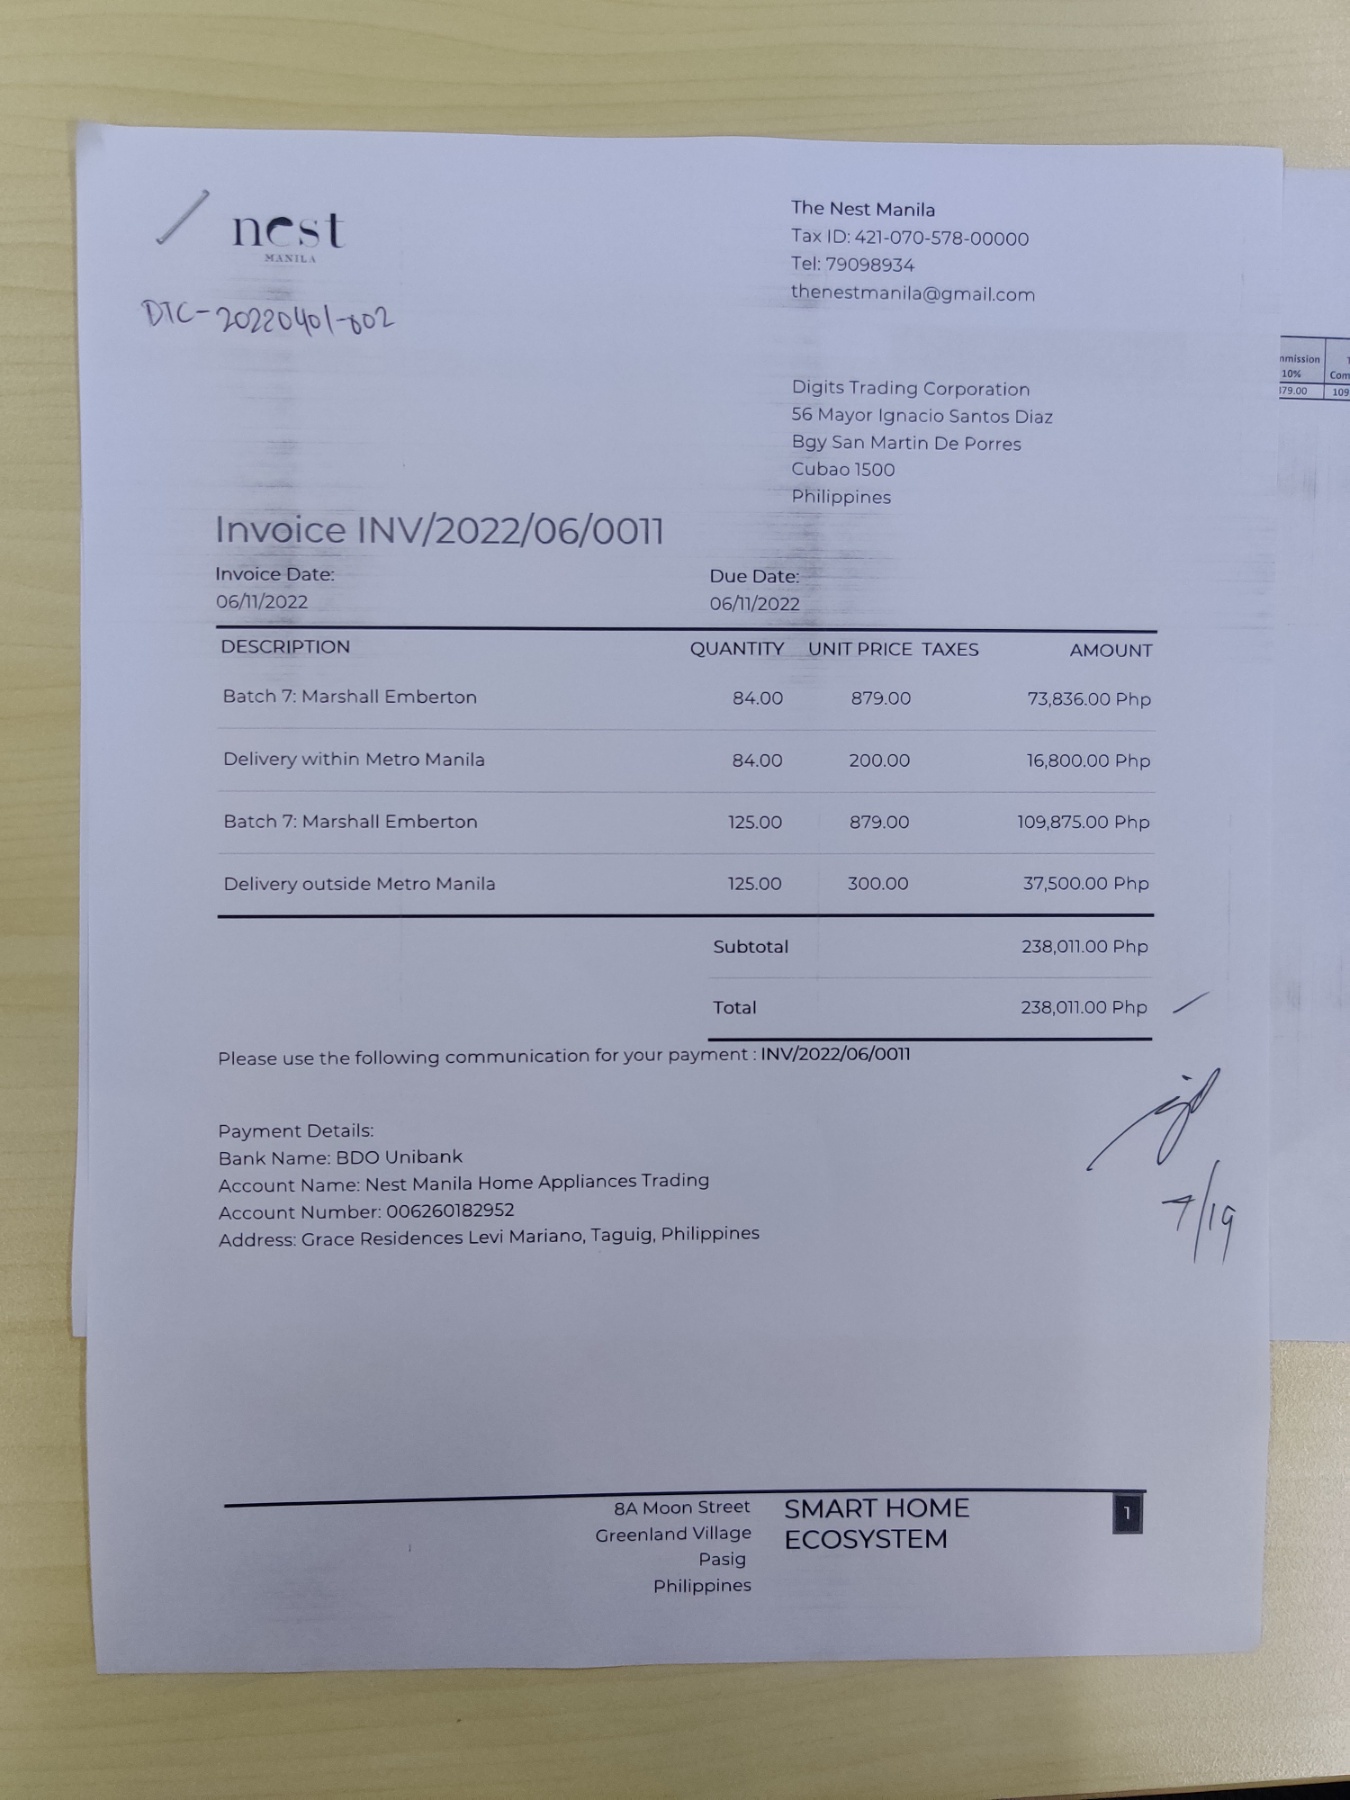 nest
MANILA
DTC-20220401-002
The Nest Manila
Tax ID: 421-070-578-00000
Tel: 79098934
thenestmanila@gmail.com
Digits Trading Corporation
56 Mayor Ignacio Santos Diaz
Bgy San Martin De Porres
Cubao 1500
Philippines
mmission
10%
Com
79.00 109
Invoice INV/2022/06/0011
Invoice Date: Due Date:
06/11/2022 06/11/2022
DESCRIPTION QUANTITY UNIT PRICE TAXES AMOUNT
Batch 7: Marshall Emberton 84.00 879.00 73,836.00 Php
Delivery within Metro Manila 84.00 200.00 16,800.00 Php
Batch 7: Marshall Emberton 125.00 879.00 109,875.00 Php
Delivery outside Metro Manila 125.00 300.00 37,500.00 Php
Subtotal 238,011.00 Php
Total 238,011.00 Php
Please use the following communication for your payment : INV/2022/06/0011
Payment Details:
Bank Name: BDO Unibank
Account Name: Nest Manila Home Appliances Trading
Account Number: 006260182952
Address: Grace Residences Levi Mariano, Taguig, Philippines
7/19
8A Moon Street
Greenland Village
Pasig
Philippines
SMART HOME
ECOSYSTEM
1